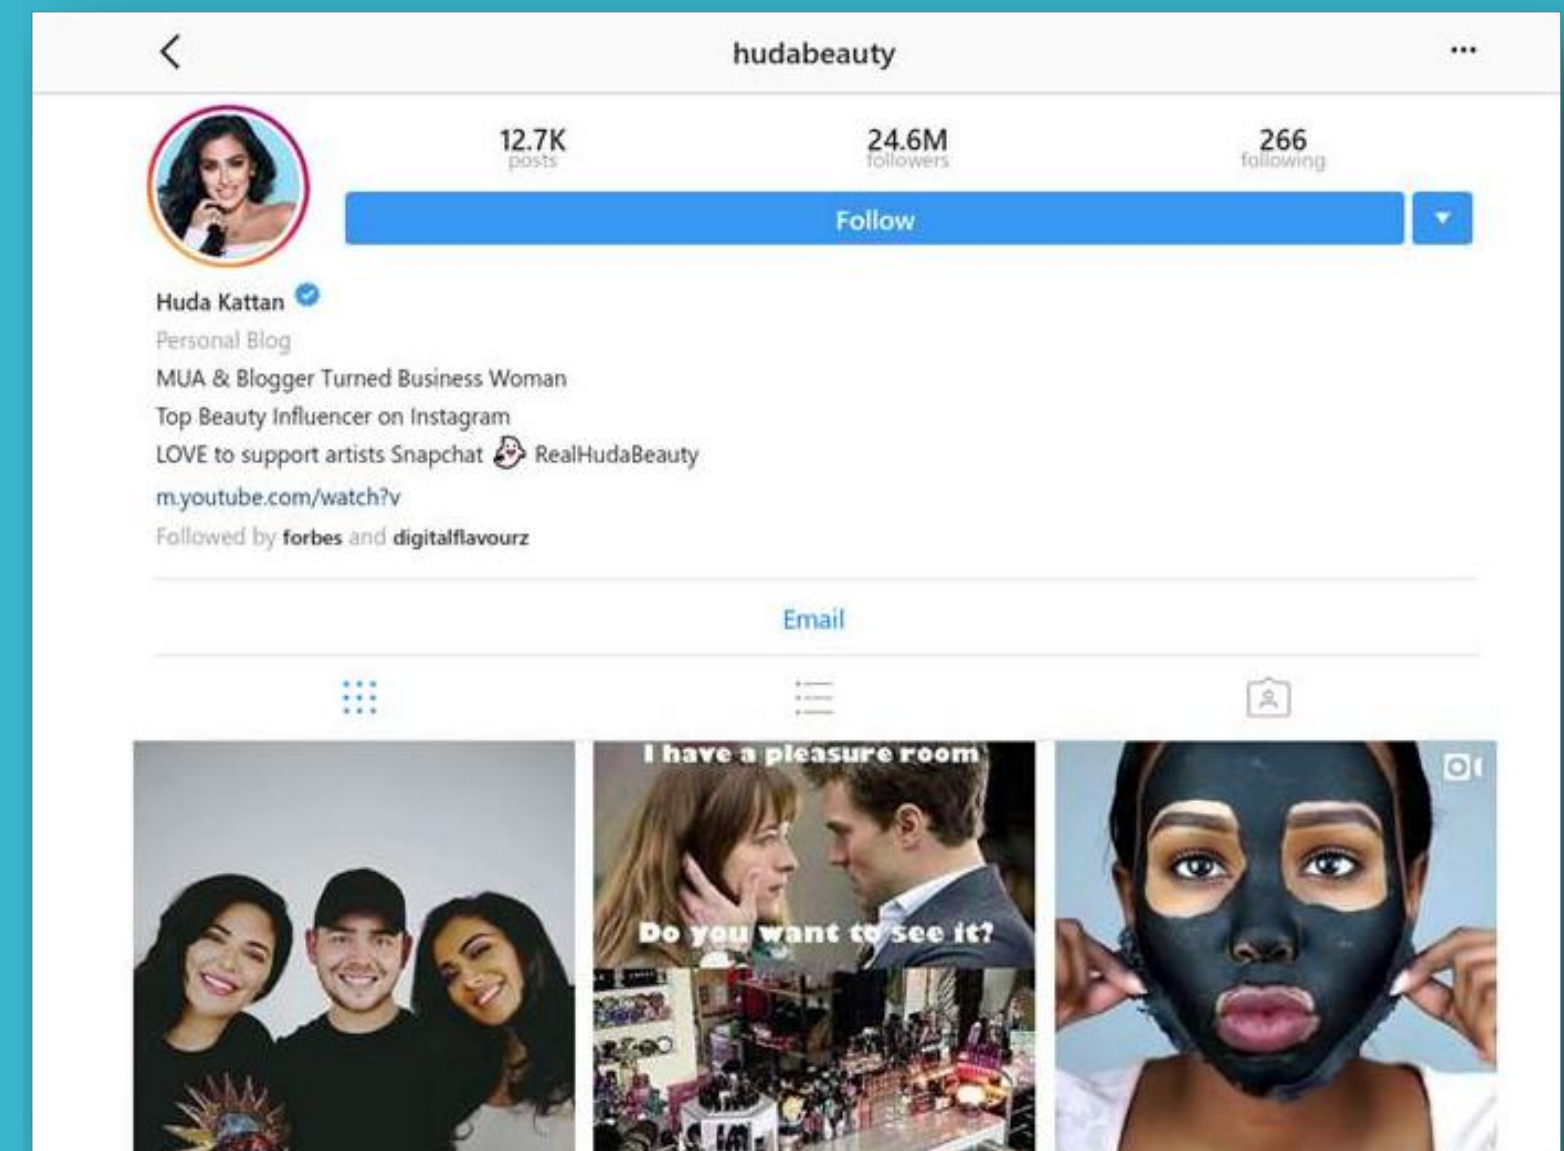 hudabeauty
12.7K
posts
24.6M
followers
266
following
Follow
Huda Kattan
Personal Blog
MUA & Blogger Turned Business Woman
Top Beauty Influencer on Instagram
LOVE to support artists Snapchat 👻 RealHudaBeauty
m.youtube.com/watch?v
Followed by forbes and digitalflavourz
Email
I have a pleasure room
Do you want to see it?